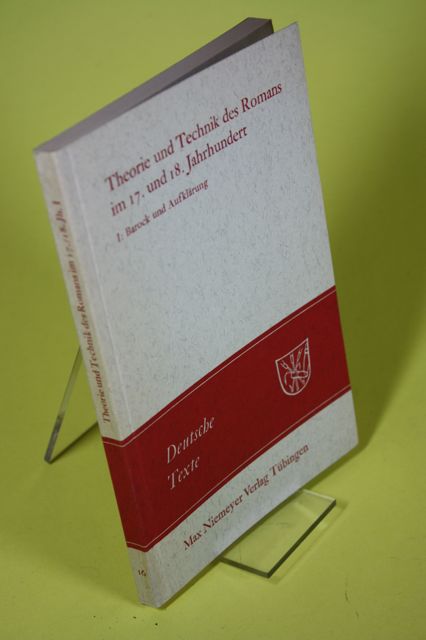 Theorie und Technik des Romans
im 17. und 18. Jahrhundert
I: Barock und Aufklärung
Deutsche
Texte
Max Niemeyer Verlag Tübingen
Theorie und Technik des Romans im 17./18. Jh. I